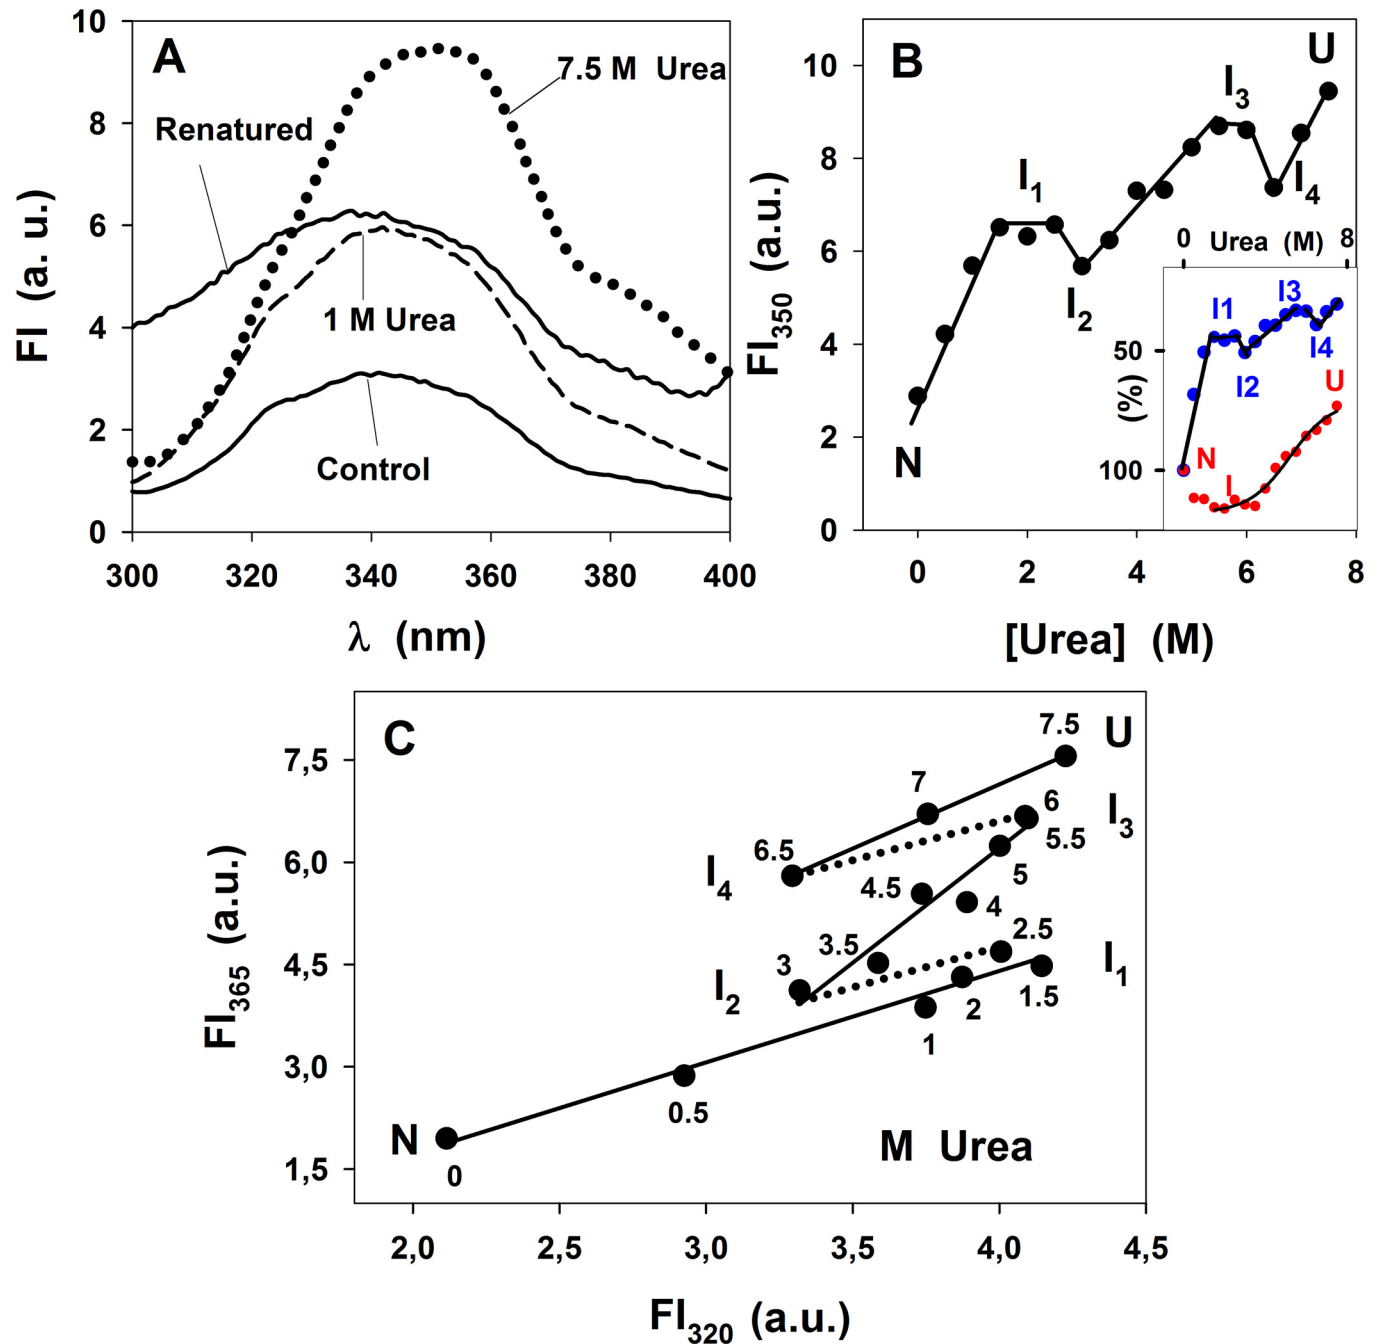 A
10
8
6
4
2
0
FI (a. u.)
7.5 M Urea
Renatured
1 M Urea
Control
300 320 340 360 380 400
λ (nm)
B
10
8
6
4
2
0
FI350 (a.u.)
U
I3
I1
I4
I2
N
0 Urea (M) 8
I3
I1
I4
50
I2
U
(%)
N
100
I
0 2 4 6 8
[Urea] (M)
C
7,5
6,0
4,5
3,0
1,5
FI365 (a.u.)
7.5 U
7 6 I3
6.5 5.5
I4 4.5 5
4
3.5 2.5
3 I1
I2 1.5
2
1
0.5
N
0
M Urea
2,0 2,5 3,0 3,5 4,0 4,5
FI320 (a.u.)